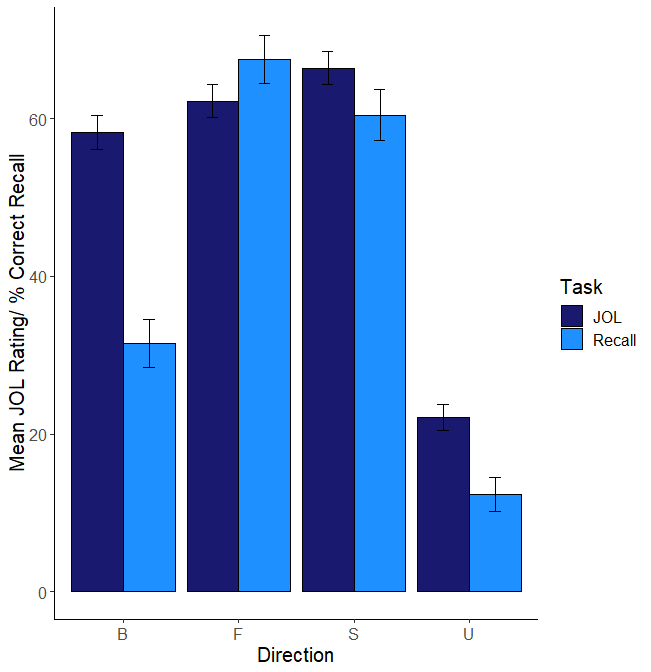 Mean JOL Rating/ % Correct Recall
60
40
20
0
B F S U
Direction
Task
JOL
Recall